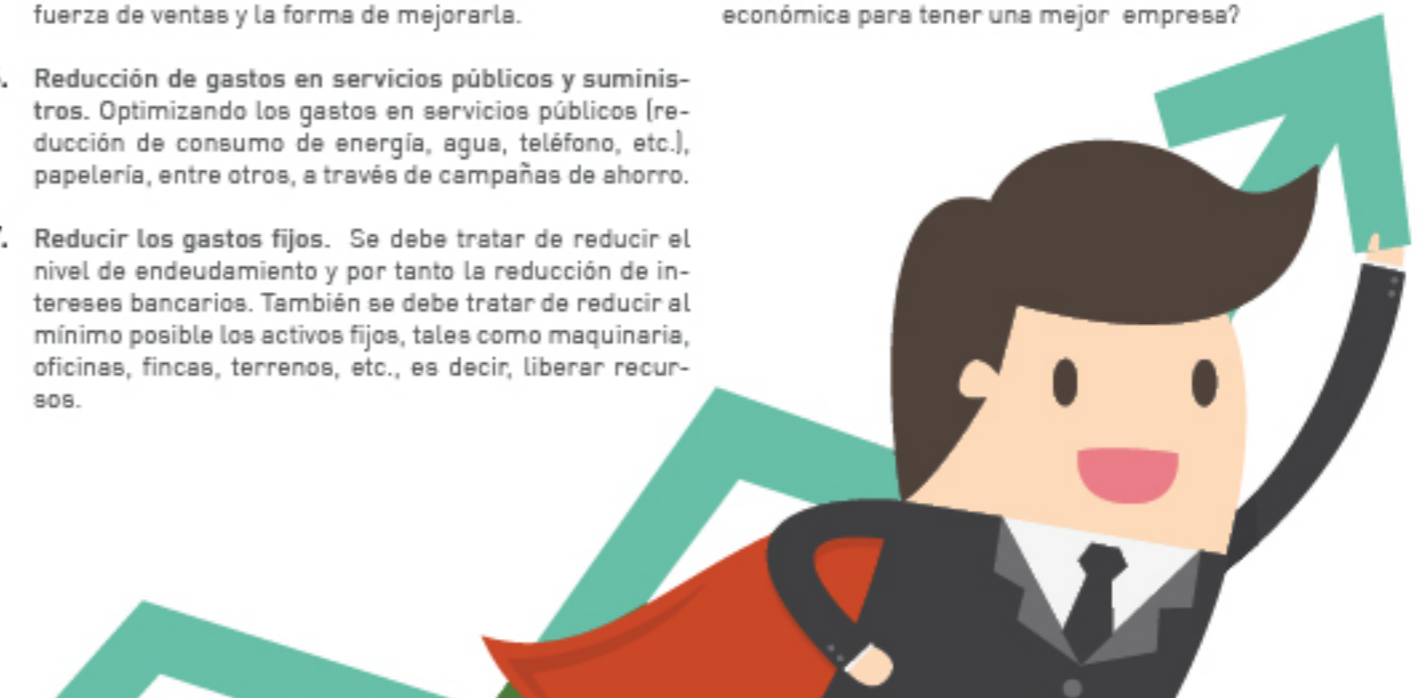 fuerza de ventas y la forma de mejorarla.
. Reducción de gastos en servicios públicos y suminis-
tros. Optimizando los gastos en servicios públicos (re-
ducción de consumo de energía, agua, teléfono, etc.),
papelería, entre otros, a través de campañas de ahorro.
. Reducir los gastos fijos. Se debe tratar de reducir el
nivel de endeudamiento y por tanto la reducción de in-
tereses bancarios. También se debe tratar de reducir al
mínimo posible los activos fijos, tales como maquinaria,
oficinas, fincas, terrenos, etc., es decir, liberar recur-
sos.
económica para tener una mejor empresa?